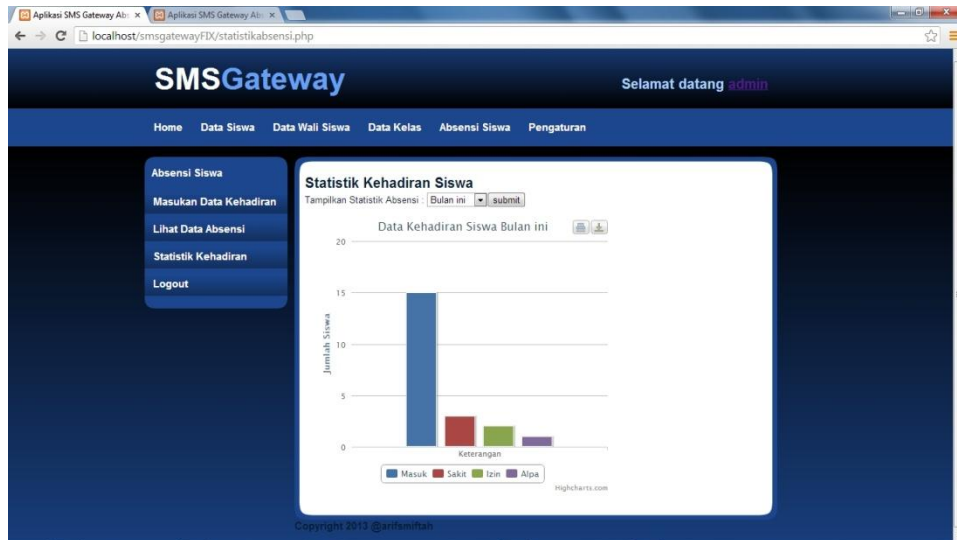 Aplikasi SMS Gateway Abs
Aplikasi SMS Gateway Abs
localhost/smsgatewayFIX/statistikabsensi.php
SMSGateway
Selamat datang admin
Home Data Siswa Data Wali Siswa Data Kelas Absensi Siswa Pengaturan
Absensi Siswa
Masukan Data Kehadiran
Lihat Data Absensi
Statistik Kehadiran
Logout
Statistik Kehadiran Siswa
Tampilkan Statistik Absensi : Bulan ini submit
Data Kehadiran Siswa Bulan ini
20
15
10
5
0
Jumlah Siswa
Keterangan
Masuk Sakit Izin Alpa
Highcharts.com
Copyright 2013 @arifsmiftah